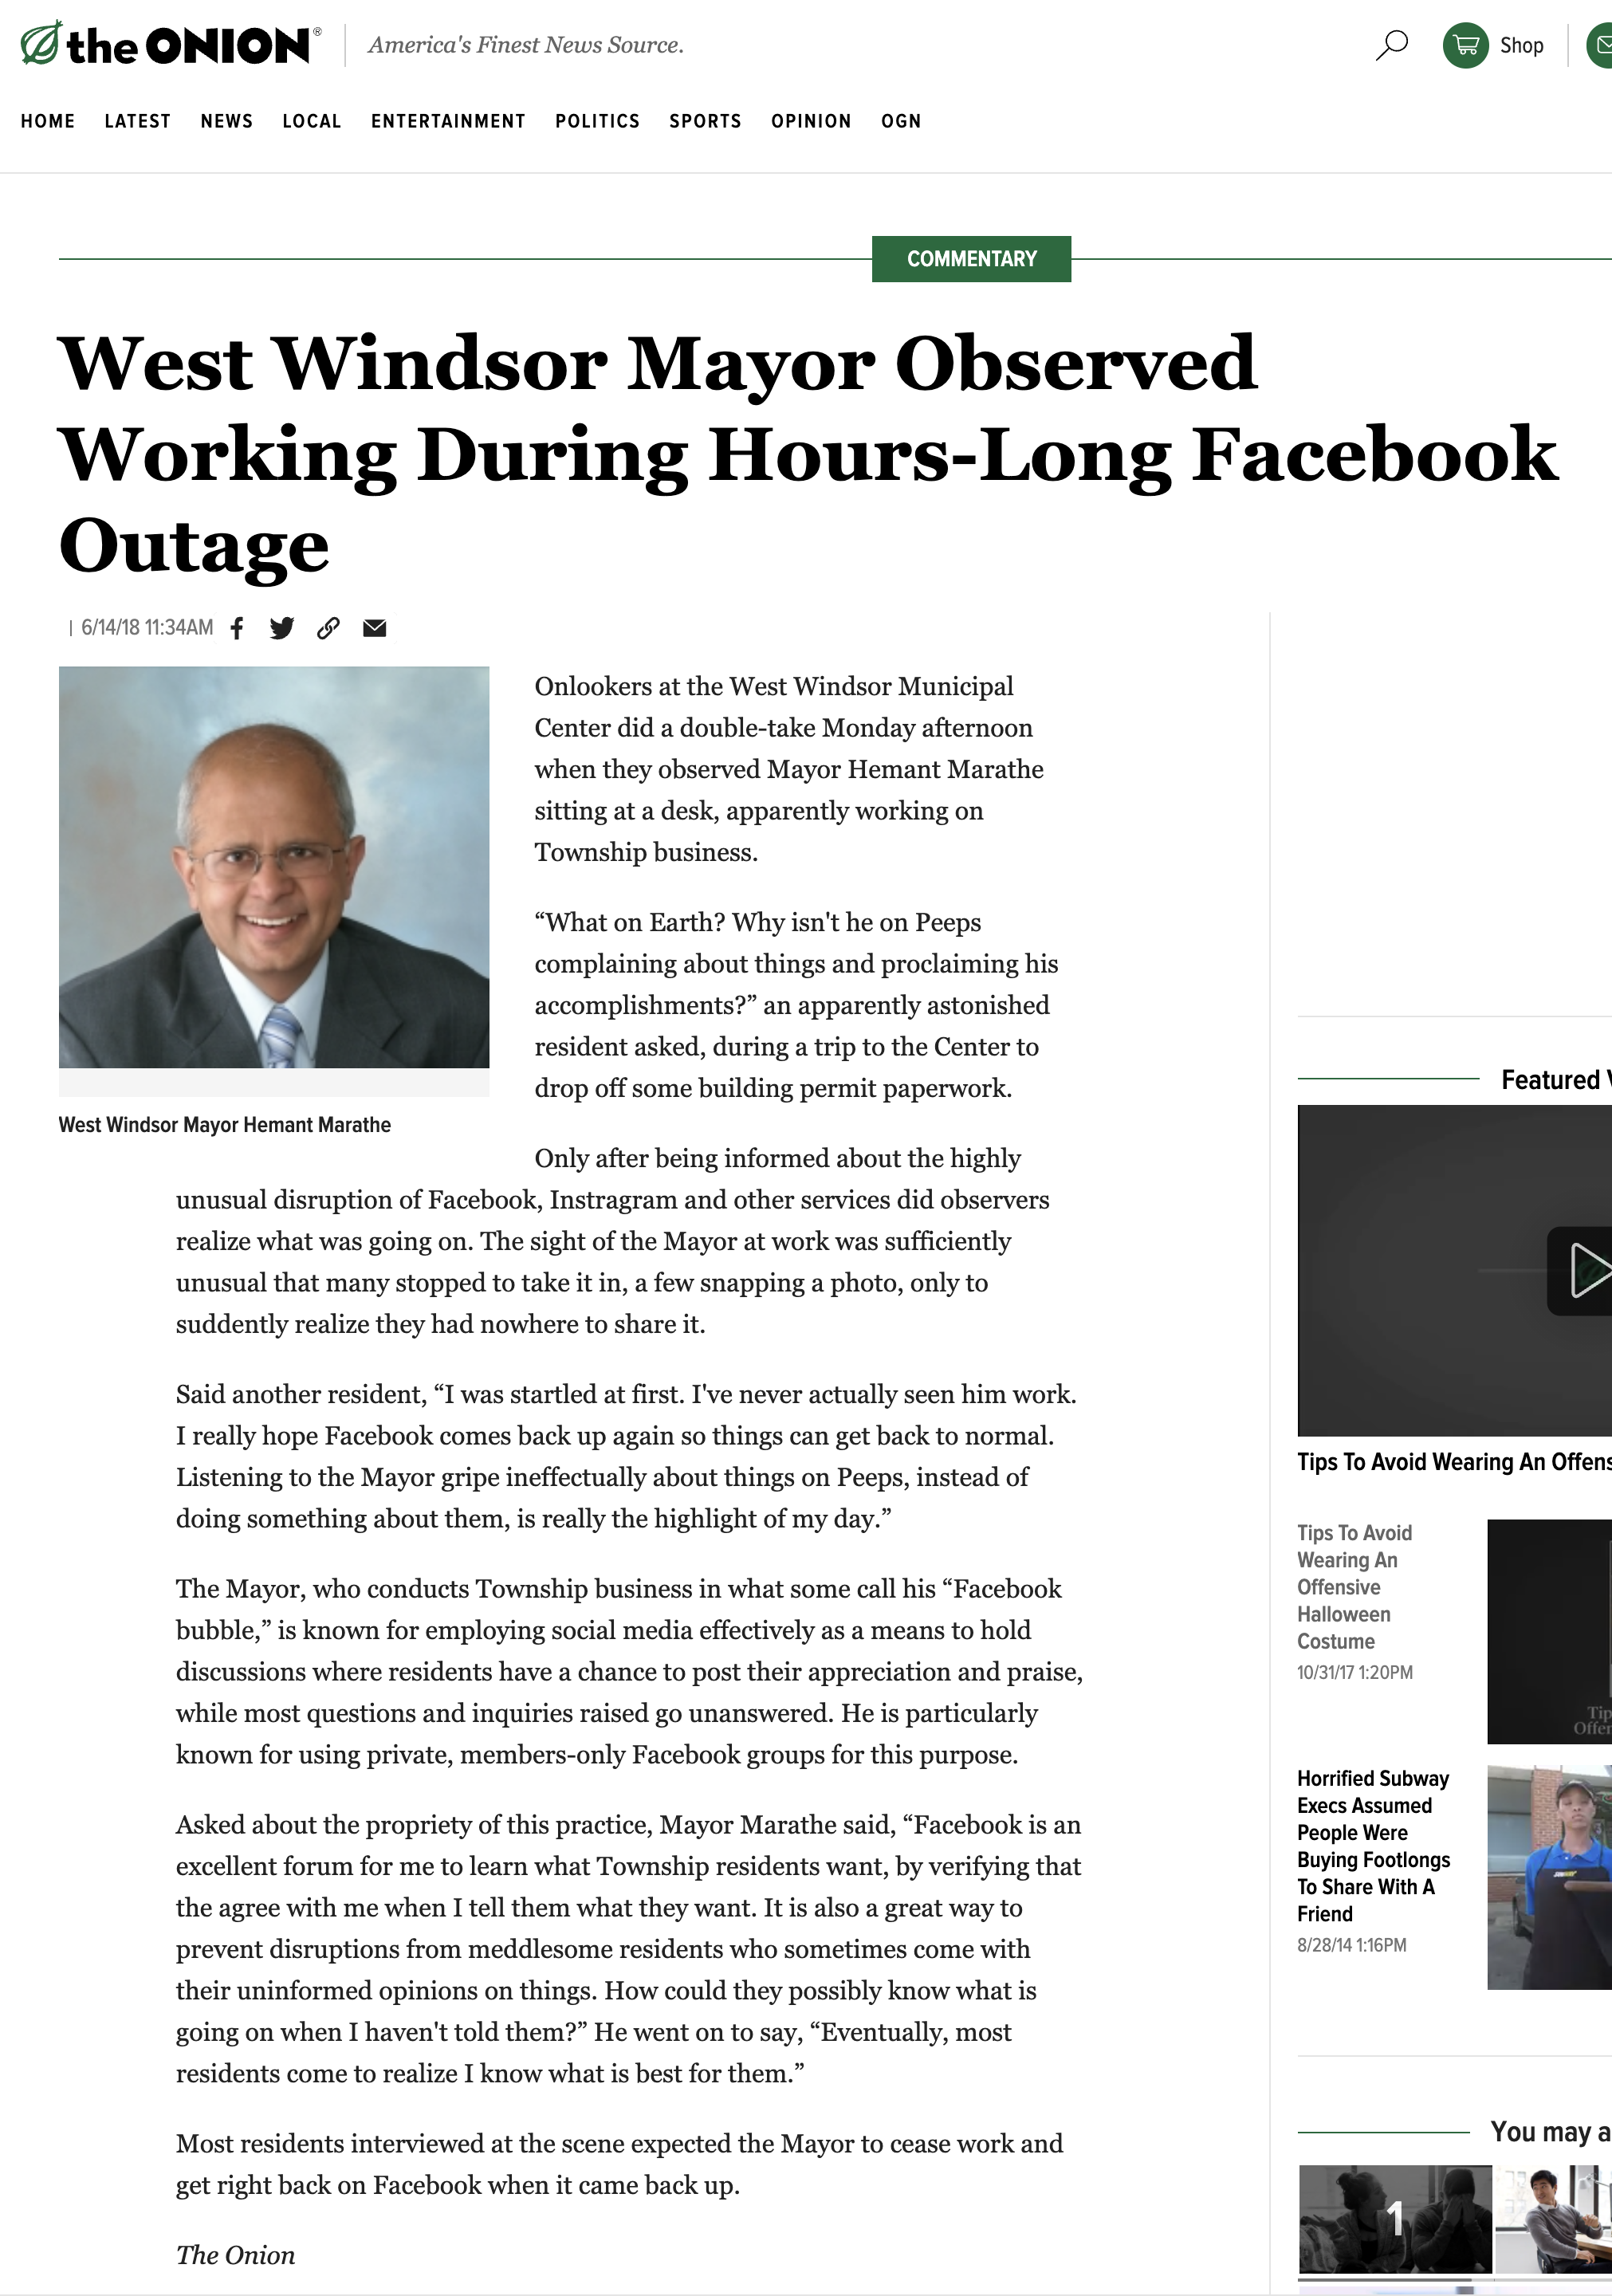 the ONION®
America's Finest News Source.
Shop
HOME LATEST NEWS LOCAL ENTERTAINMENT POLITICS SPORTS OPINION OGN
COMMENTARY
West Windsor Mayor Observed
Working During Hours-Long Facebook
Outage
| 6/14/18 11:34AM
West Windsor Mayor Hemant Marathe
Onlookers at the West Windsor Municipal
Center did a double-take Monday afternoon
when they observed Mayor Hemant Marathe
sitting at a desk, apparently working on
Township business.
“What on Earth? Why isn't he on Peeps
complaining about things and proclaiming his
accomplishments?” an apparently astonished
resident asked, during a trip to the Center to
drop off some building permit paperwork.
Only after being informed about the highly
unusual disruption of Facebook, Instragram and other services did observers
realize what was going on. The sight of the Mayor at work was sufficiently
unusual that many stopped to take it in, a few snapping a photo, only to
suddently realize they had nowhere to share it.
Said another resident, “I was startled at first. I've never actually seen him work.
I really hope Facebook comes back up again so things can get back to normal.
Listening to the Mayor gripe ineffectually about things on Peeps, instead of
doing something about them, is really the highlight of my day.”
The Mayor, who conducts Township business in what some call his “Facebook
bubble,” is known for employing social media effectively as a means to hold
discussions where residents have a chance to post their appreciation and praise,
while most questions and inquiries raised go unanswered. He is particularly
known for using private, members-only Facebook groups for this purpose.
Asked about the propriety of this practice, Mayor Marathe said, “Facebook is an
excellent forum for me to learn what Township residents want, by verifying that
the agree with me when I tell them what they want. It is also a great way to
prevent disruptions from meddlesome residents who sometimes come with
their uninformed opinions on things. How could they possibly know what is
going on when I haven't told them?” He went on to say, “Eventually, most
residents come to realize I know what is best for them.”
Most residents interviewed at the scene expected the Mayor to cease work and
get right back on Facebook when it came back up.
The Onion
Featured
Tips To Avoid Wearing An Offens
Tips To Avoid
Wearing An
Offensive
Halloween
Costume
10/31/17 1:20PM
Tip
Offer
Horrified Subway
Execs Assumed
People Were
Buying Footlongs
To Share With A
Friend
8/28/14 1:16PM
You may a
1